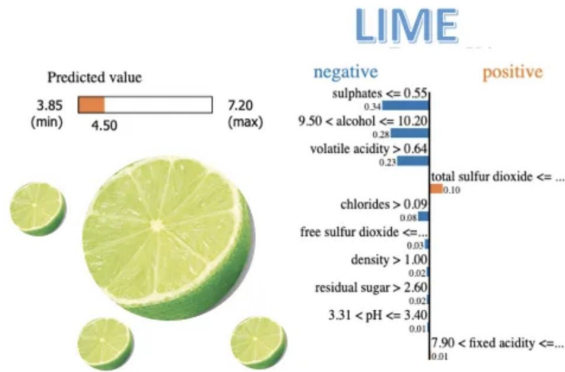 LIME
Predicted value
3.85
(min)
4.50
7.20
(max)
negative
positive
sulphates <= 0.55
0.34
9.50 < alcohol <= 10.20
0.28
volatile acidity > 0.64
0.23
total sulfur dioxide <= ...
0.10
chlorides > 0.09
0.08
free sulfur dioxide <=...
0.03
density > 1.00
0.02
residual sugar > 2.60
0.02
3.31 < pH <= 3.40
0.01
7.90 < fixed acidity <=...
0.01